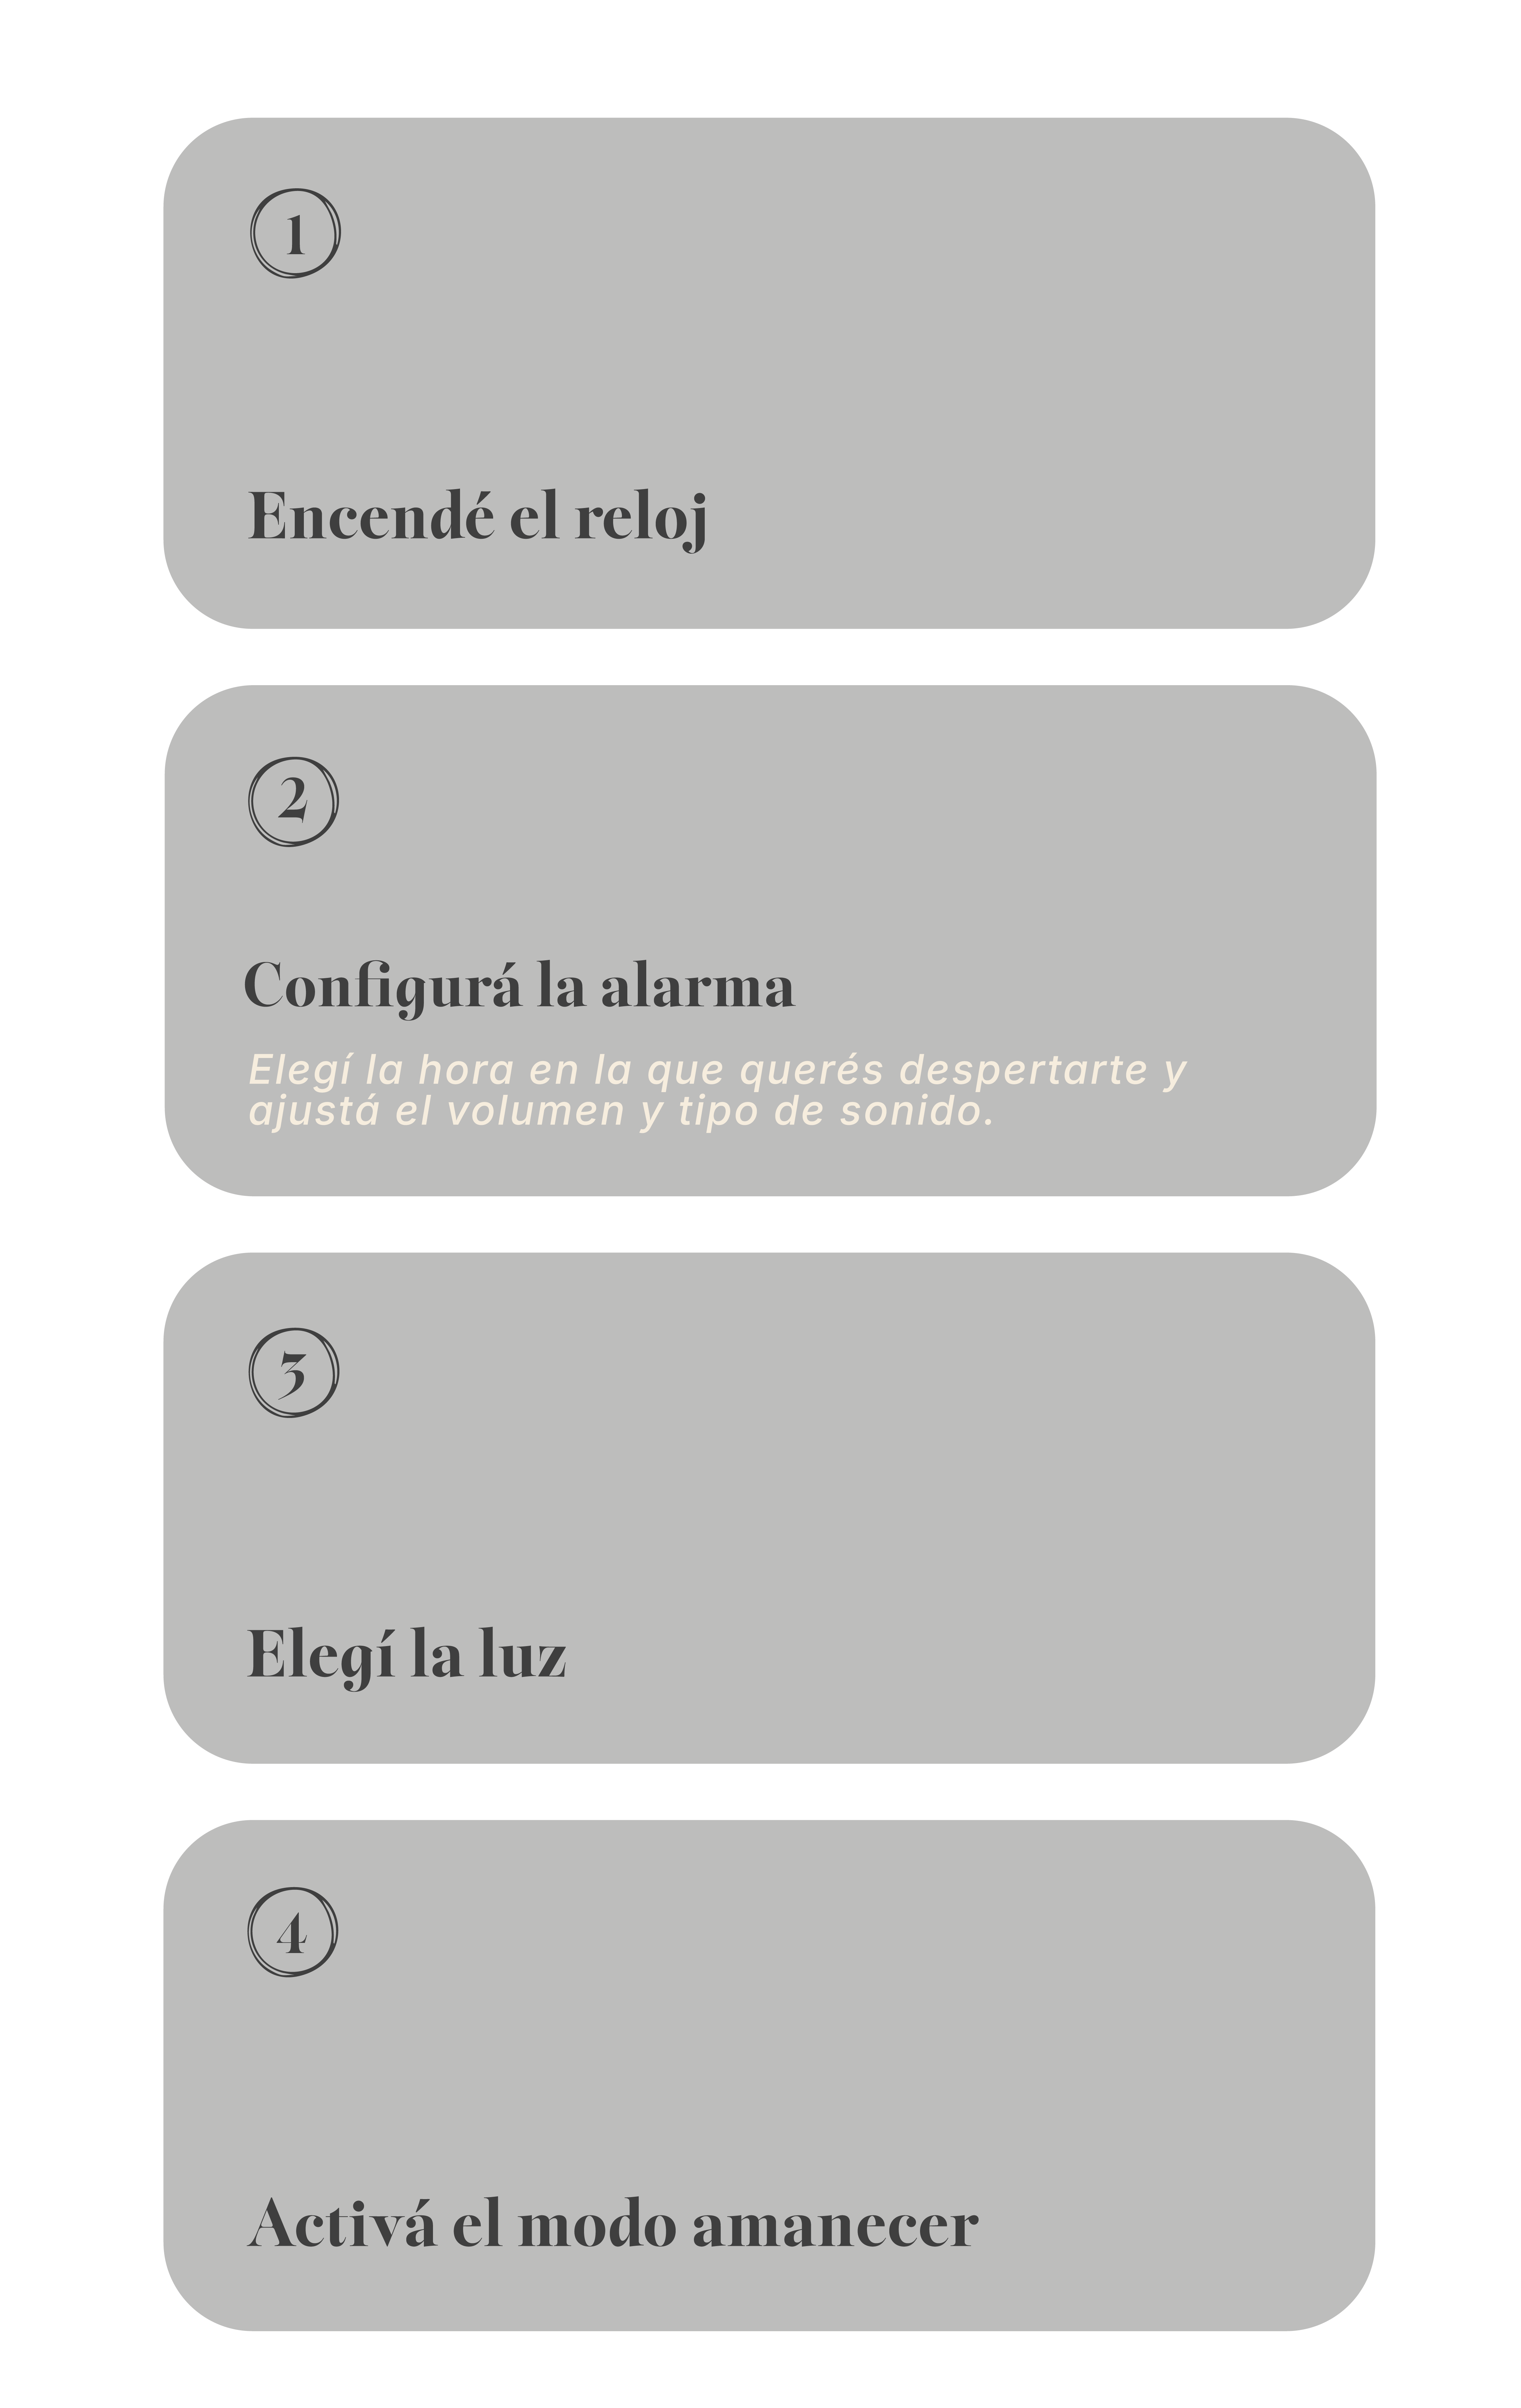 1
Encendé el reloj
2
Configurá la alarma
Elegí la hora en la que querés despertarte y
ajustá el volumen y tipo de sonido.
3
Elegí la luz
4
Activá el modo amanecer